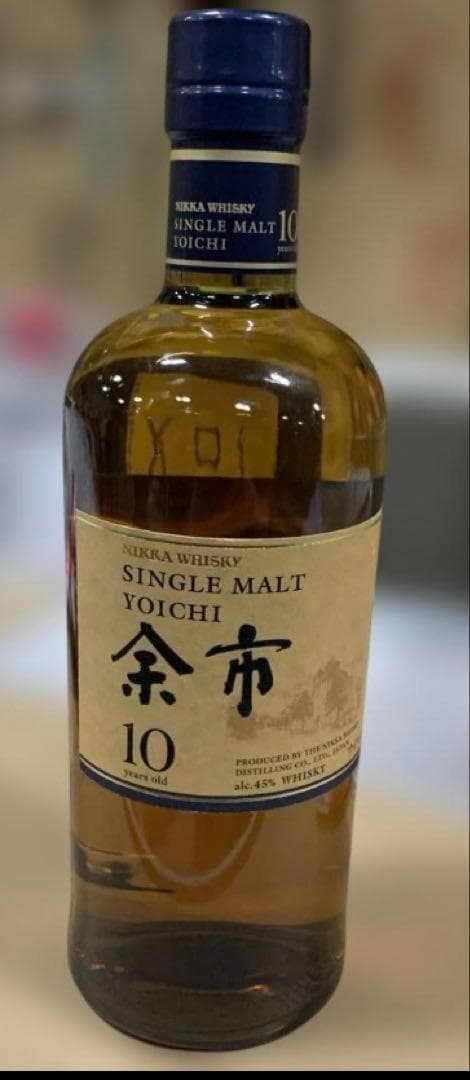 NIKKA WHISKY
SINGLE MALT
YOICHI
10
years
NIKKA WHISKY
SINGLE MALT
YOICHI
余市
10
years old
PRODUCED BY THE NIKKA
DISTILLING CO., LTD.,
alc.45% WHISKY